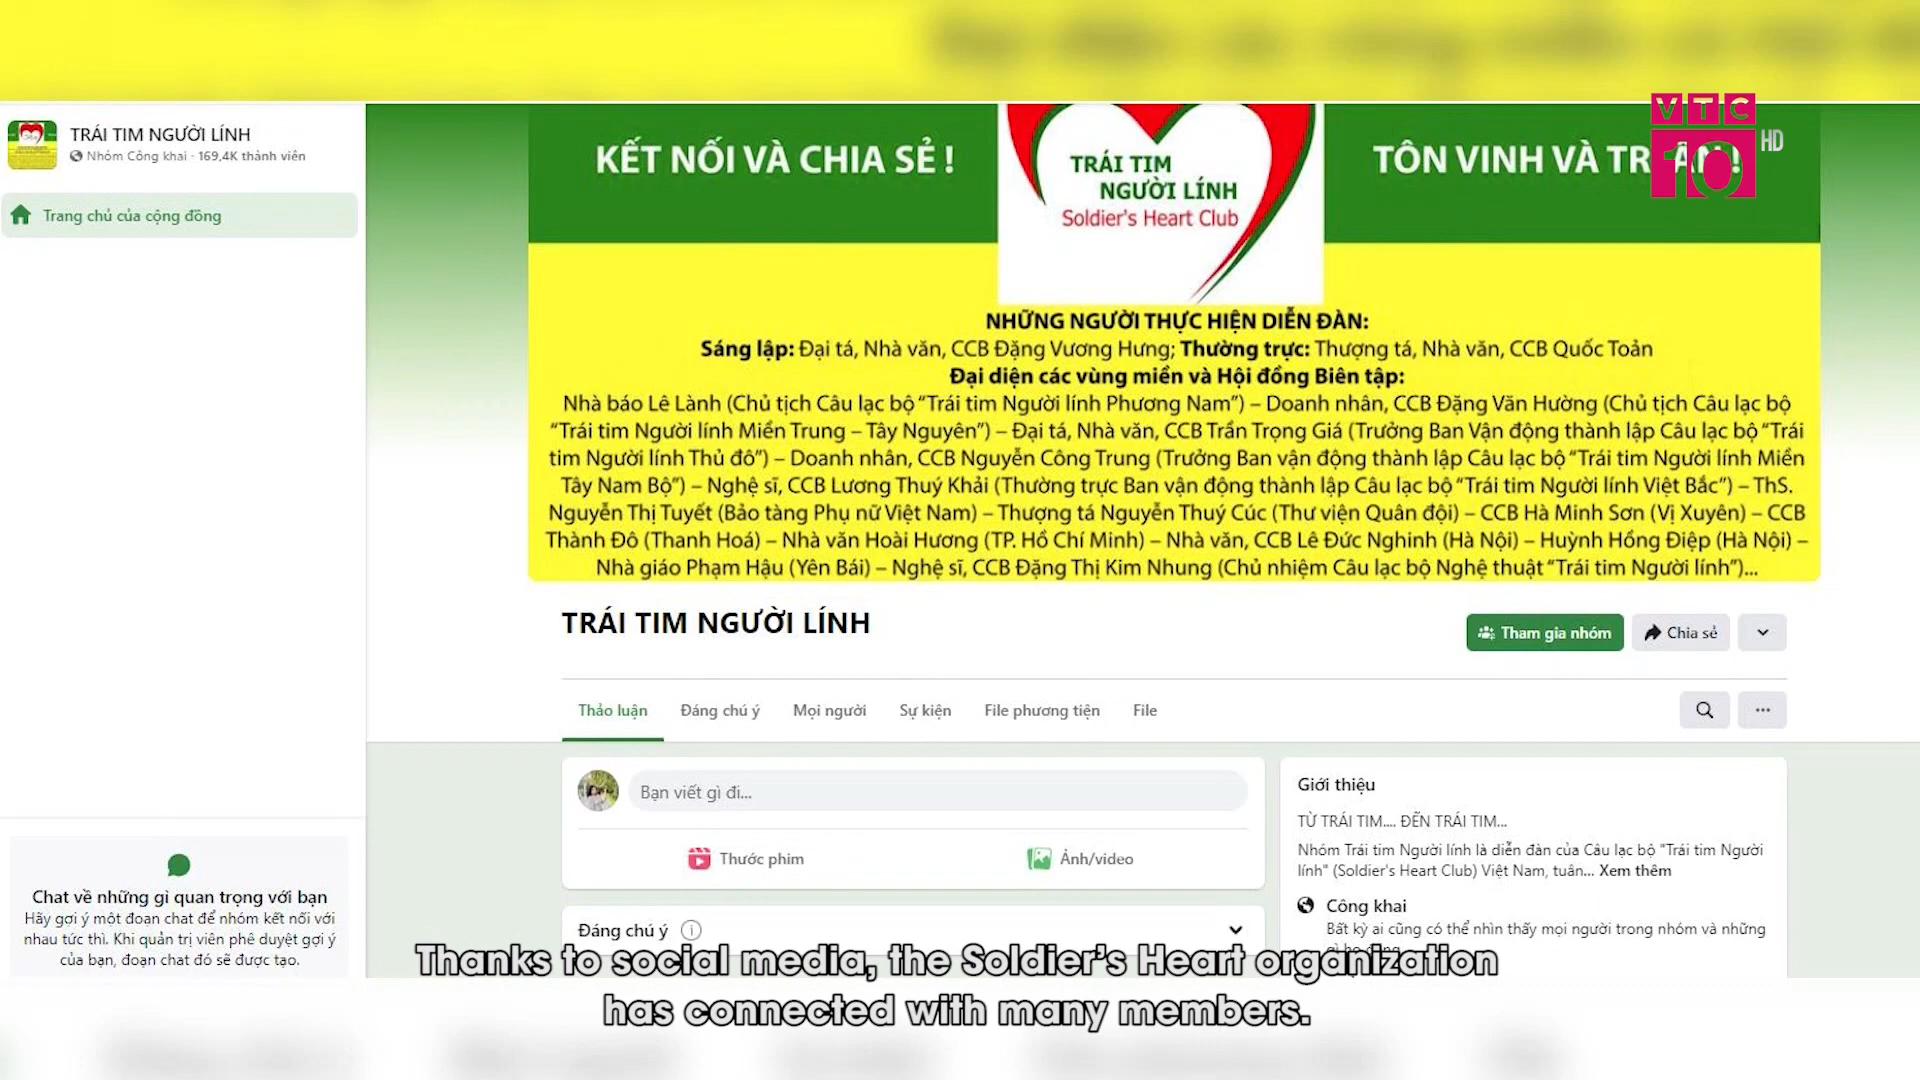 VTC
10 HD
TRÁI TIM NGƯỜI LÍNH
Nhóm Công khai · 169,4K thành viên
Trang chủ của cộng đồng
KẾT NỐI VÀ CHIA SẺ !
TRÁI TIM
NGƯỜI LÍNH
Soldier's Heart Club
TÔN VINH VÀ TRI ÂN !
NHỮNG NGƯỜI THỰC HIỆN DIỄN ĐÀN:
Sáng lập: Đại tá, Nhà văn, CCB Đặng Vương Hưng; Thường trực: Thượng tá, Nhà văn, CCB Quốc Toản
Đại diện các vùng miền và Hội đồng Biên tập:
Nhà báo Lê Lành (Chủ tịch Câu lạc bộ “Trái tim Người lính Phương Nam”) – Doanh nhân, CCB Đặng Văn Hường (Chủ tịch Câu lạc bộ
“Trái tim Người lính Miền Trung – Tây Nguyên”) – Đại tá, Nhà văn, CCB Trần Trọng Giá (Trưởng Ban Vận động thành lập Câu lạc bộ “Trái
tim Người lính Thủ đô”) – Doanh nhân, CCB Nguyễn Công Trung (Trưởng Ban vận động thành lập Câu lạc bộ “Trái tim Người lính Miền
Tây Nam Bộ”) – Nghệ sĩ, CCB Lương Thuý Khải (Thường trực Ban vận động thành lập Câu lạc bộ “Trái tim Người lính Việt Bắc”) – ThS.
Nguyễn Thị Tuyết (Bảo tàng Phụ nữ Việt Nam) – Thượng tá Nguyễn Thuý Cúc (Thư viện Quân đội) – CCB Hà Minh Sơn (Vị Xuyên) – CCB
Thành Đô (Thanh Hoá) – Nhà văn Hoài Hương (TP. Hồ Chí Minh) – Nhà văn, CCB Lê Đức Nghinh (Hà Nội) – Huỳnh Hồng Điệp (Hà Nội) –
Nhà giáo Phạm Hậu (Yên Bái) – Nghệ sĩ, CCB Đặng Thị Kim Nhung (Chủ nhiệm Câu lạc bộ Nghệ thuật “Trái tim Người lính”)...
TRÁI TIM NGƯỜI LÍNH
Tham gia nhóm
Chia sẻ
Thảo luận Đáng chú ý Mọi người Sự kiện File phương tiện File
Bạn viết gì đi...
Thước phim
Ảnh/video
Đáng chú ý
Giới thiệu
TỪ TRÁI TIM.... ĐẾN TRÁI TIM...
Nhóm Trái tim Người lính là diễn đàn của Câu lạc bộ "Trái tim Người
lính" (Soldier's Heart Club) Việt Nam, tuân... Xem thêm
Công khai
Bất kỳ ai cũng có thể nhìn thấy mọi người trong nhóm và những
gì họ đăng.
Chat về những gì quan trọng với bạn
Hãy gợi ý một đoạn chat để nhóm kết nối với
nhau tức thì. Khi quản trị viên phê duyệt gợi ý
của bạn, đoạn chat đó sẽ được tạo.
Thanks to social media, the Soldier's Heart organization
has connected with many members.